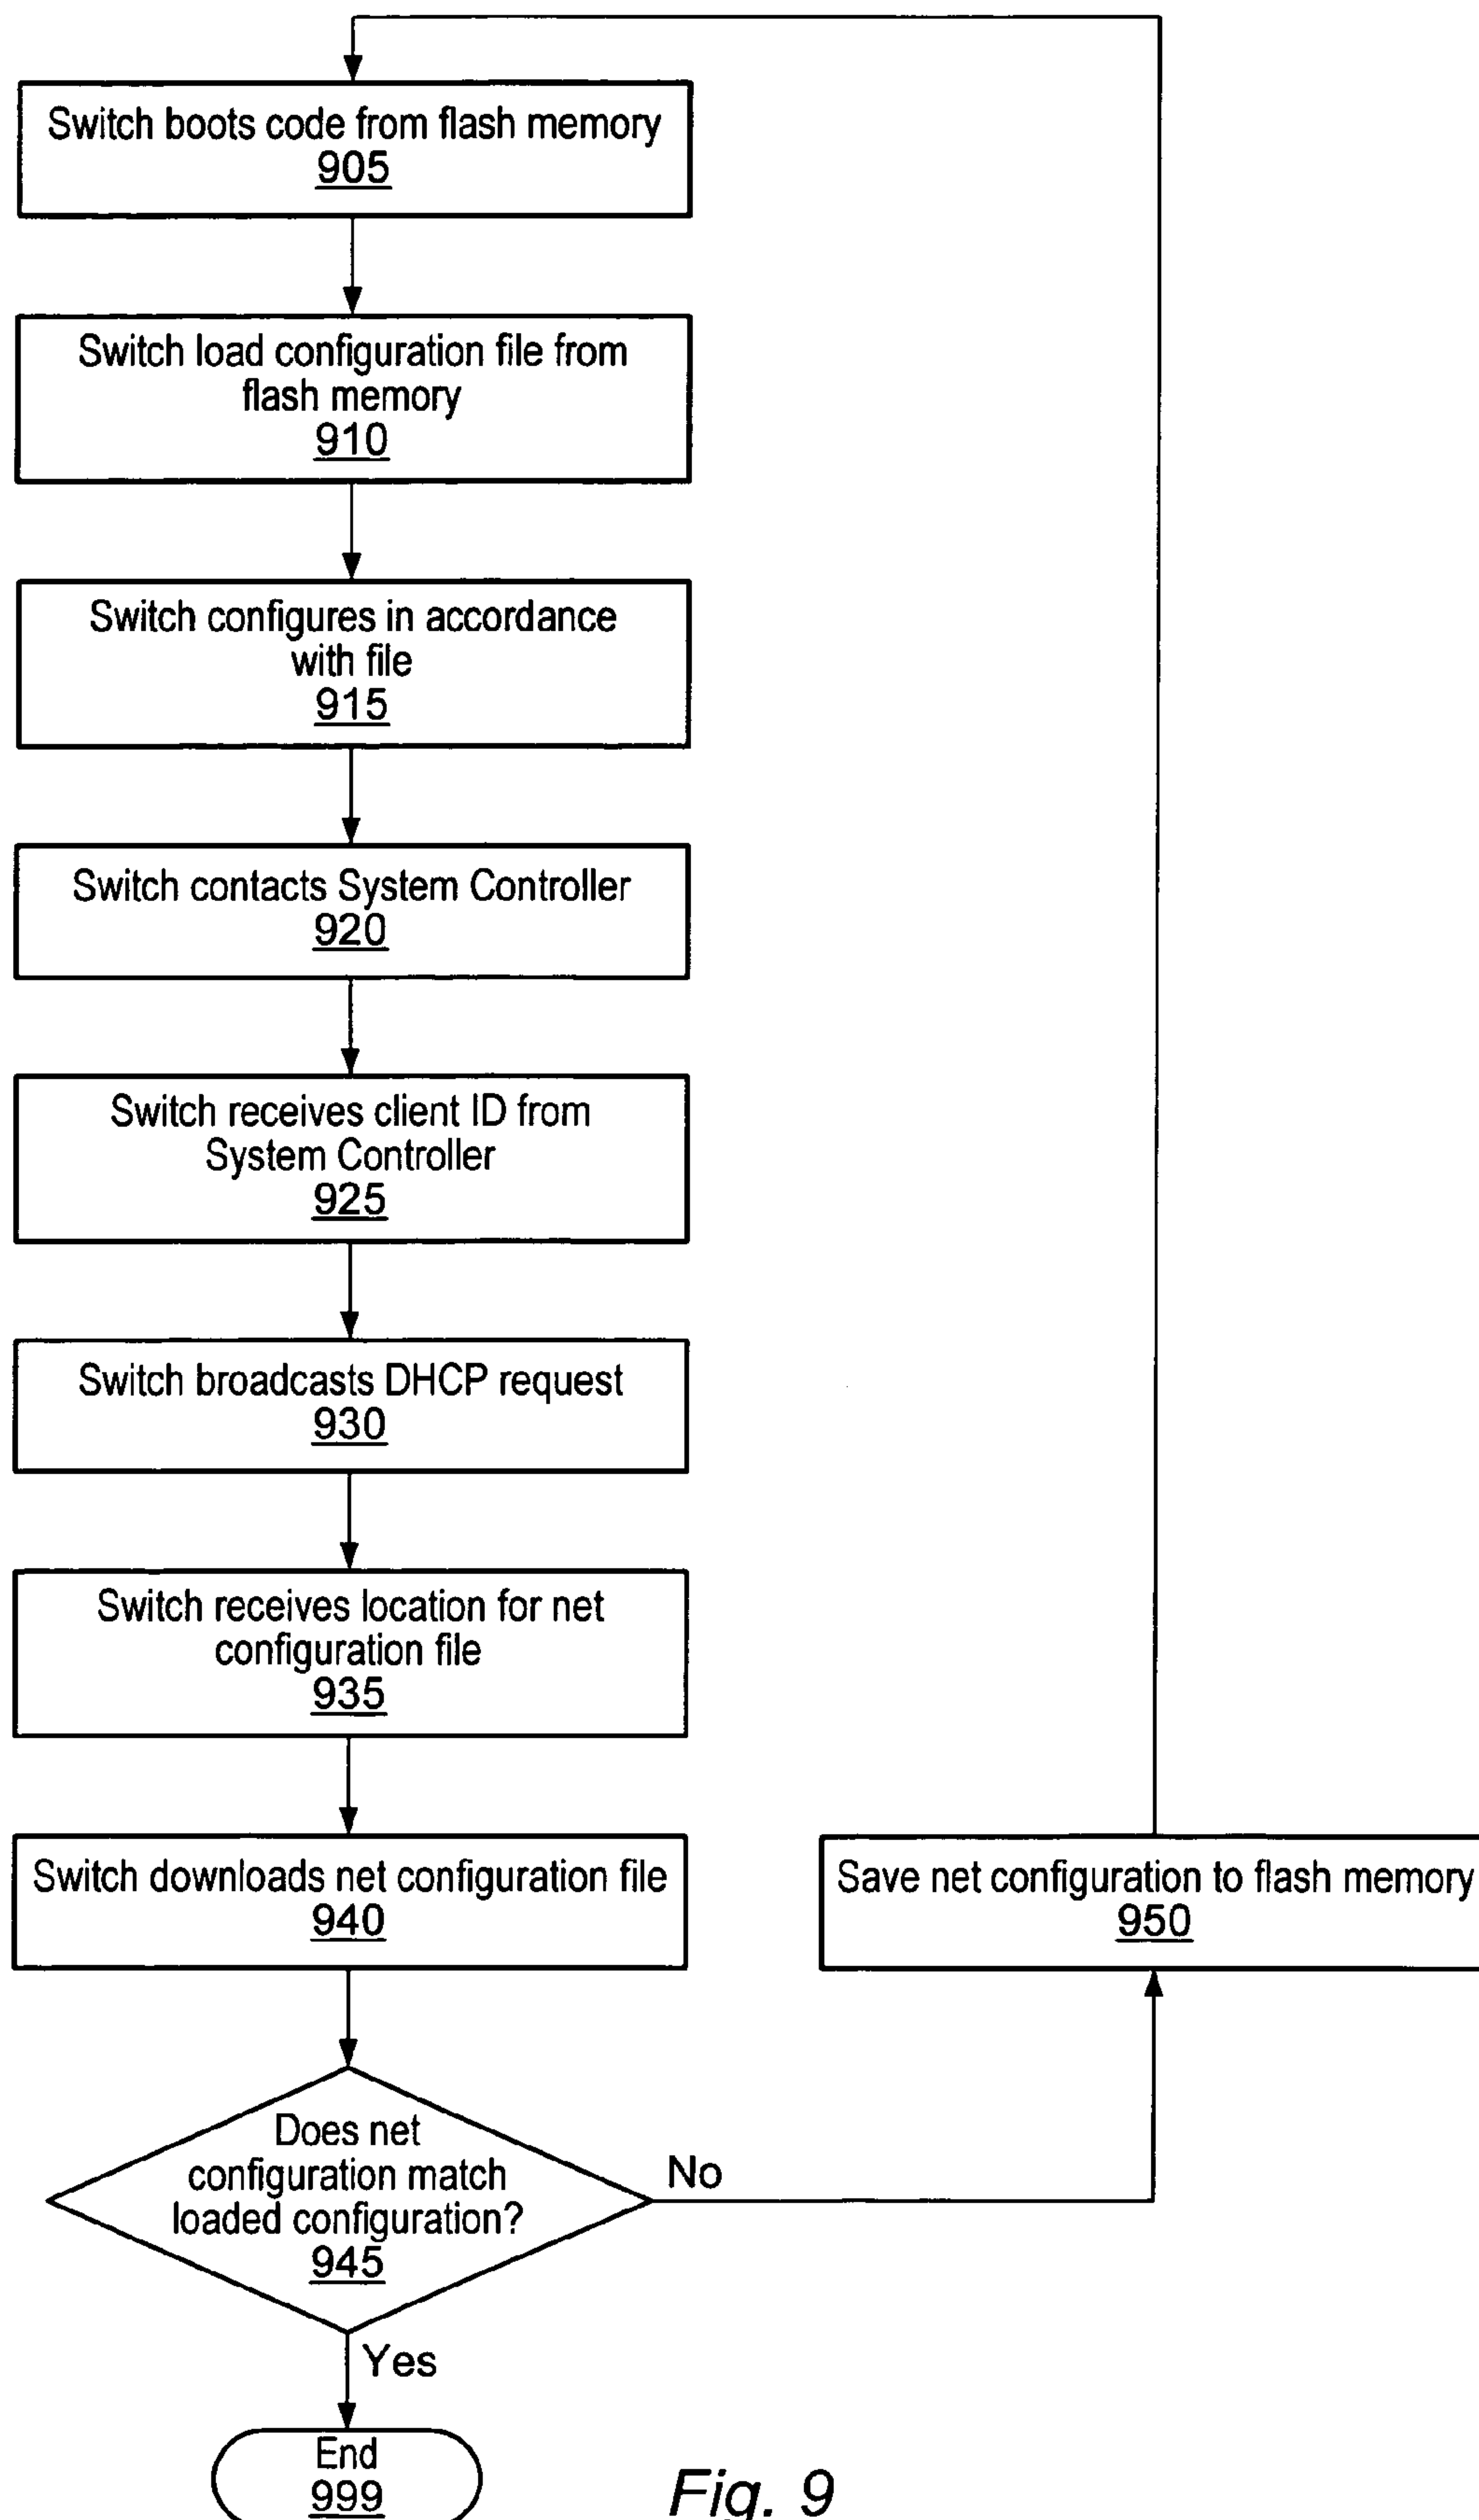 Switch boots code from flash memory
905
Switch load configuration file from
flash memory
910
Switch configures in accordance
with file
915
Switch contacts System Controller
920
Switch receives client ID from
System Controller
925
Switch broadcasts DHCP request
930
Switch receives location for net
configuration file
935
Switch downloads net configuration file
940
Save net configuration to flash memory
950
Does net
configuration match
loaded configuration?
945
No
Yes
End
999
Fig. 9